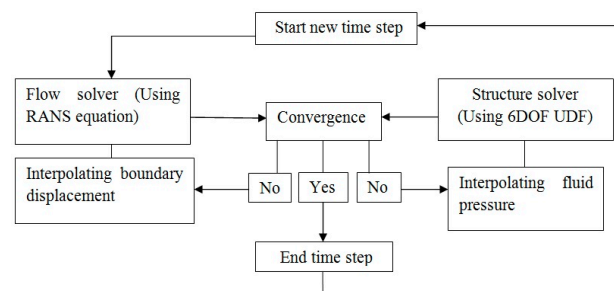 Start new time step
Flow solver (Using
RANS equation)
Convergence
Structure solver
(Using 6DOF UDF)
Interpolating boundary
displacement
No
Yes
No
Interpolating fluid
pressure
End time step